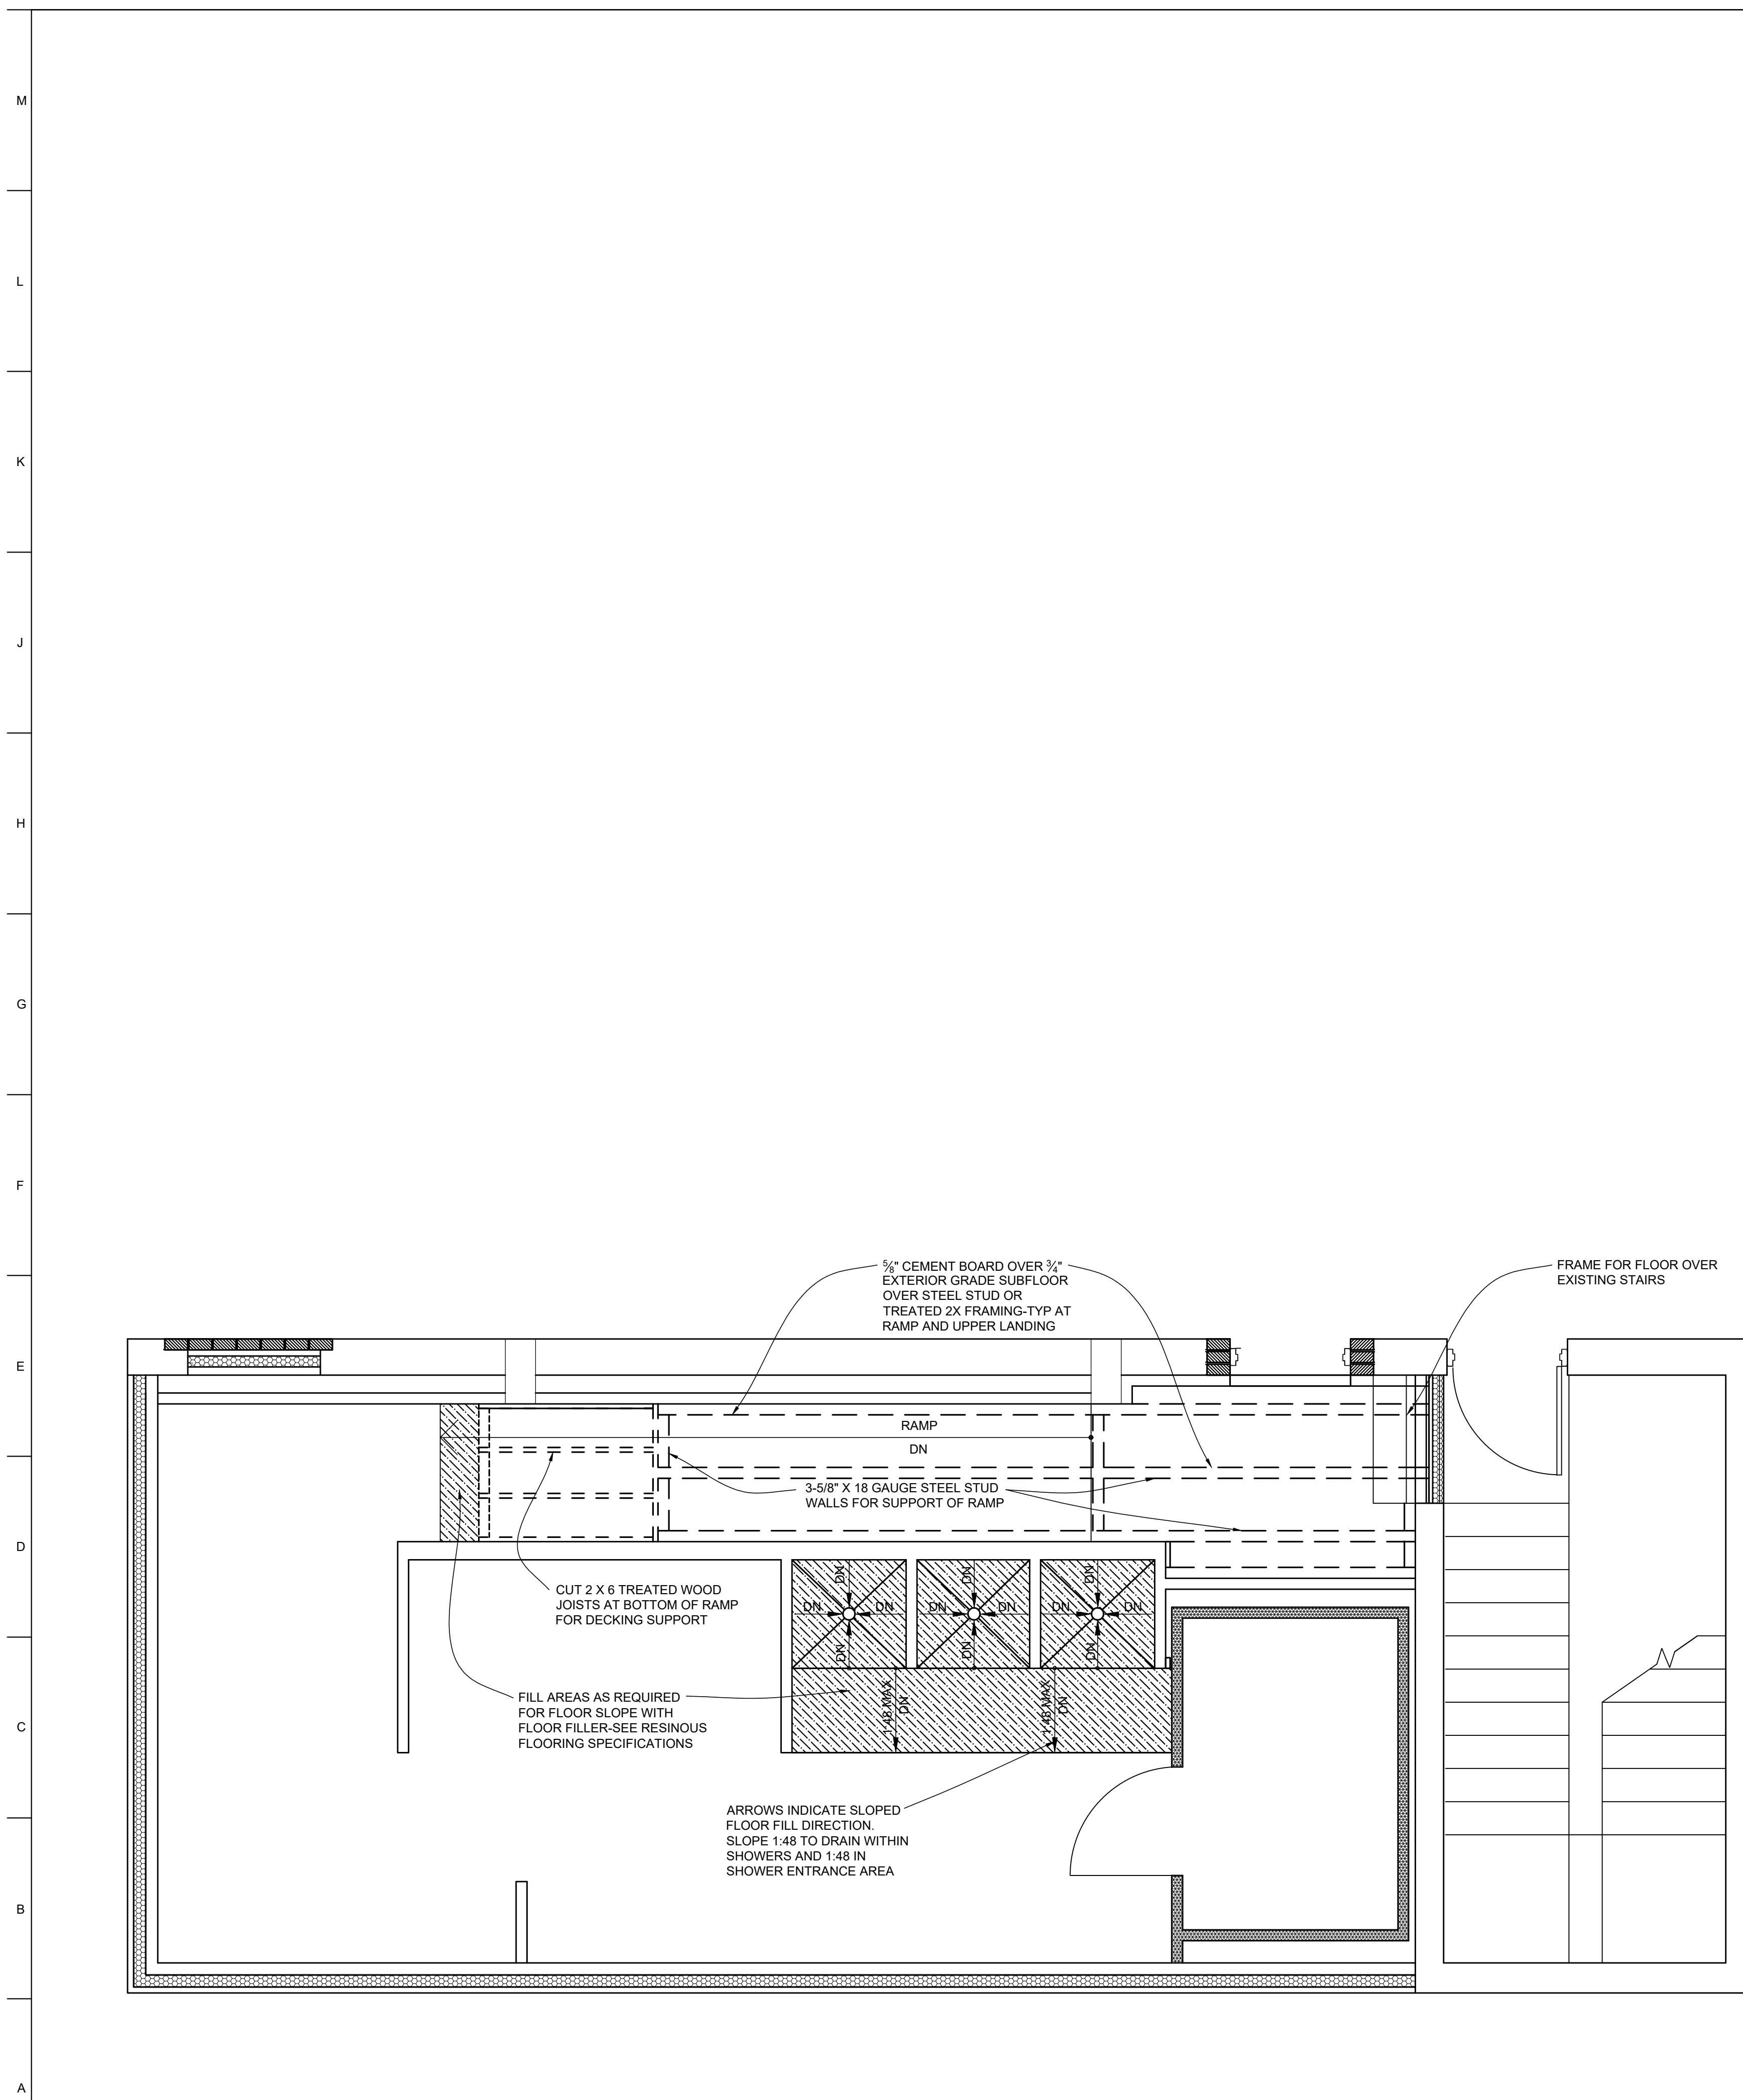 M
L
K
J
H
G
F
E
D
C
B
A
⅝" CEMENT BOARD OVER ¾"
EXTERIOR GRADE SUBFLOOR
OVER STEEL STUD OR
TREATED 2X FRAMING-TYP AT
RAMP AND UPPER LANDING
FRAME FOR FLOOR OVER
EXISTING STAIRS
RAMP
DN
3-5/8" X 18 GAUGE STEEL STUD
WALLS FOR SUPPORT OF RAMP
CUT 2 X 6 TREATED WOOD
JOISTS AT BOTTOM OF RAMP
FOR DECKING SUPPORT
DN
DN
DN
DN
DN
DN
DN
DN
DN
DN
DN
DN
FILL AREAS AS REQUIRED
FOR FLOOR SLOPE WITH
FLOOR FILLER-SEE RESINOUS
FLOORING SPECIFICATIONS
1:48 MAX
DN
1:48 MAX
DN
ARROWS INDICATE SLOPED
FLOOR FILL DIRECTION.
SLOPE 1:48 TO DRAIN WITHIN
SHOWERS AND 1:48 IN
SHOWER ENTRANCE AREA